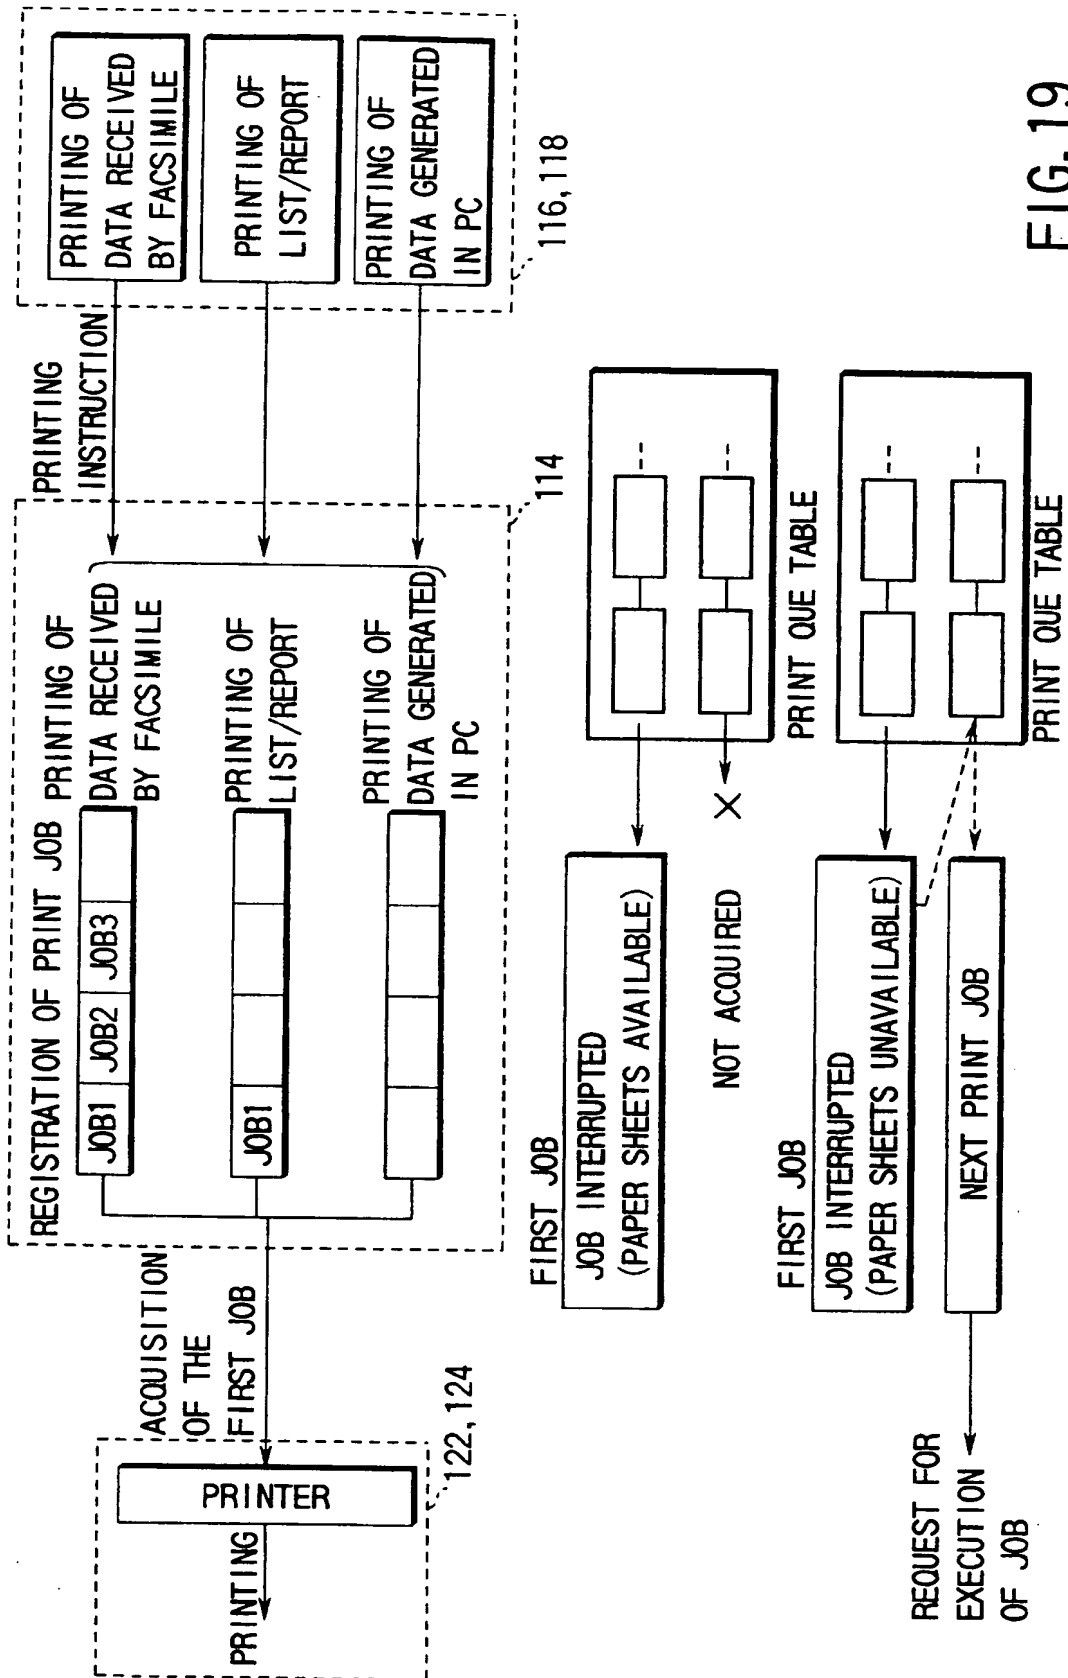 PRINTING OF
DATA RECEIVED
BY FACSIMILE
PRINTING OF
LIST/REPORT
PRINTING OF
DATA GENERATED
IN PC
116, 118
PRINTING
INSTRUCTION
REGISTRATION OF PRINT JOB
PRINTING OF
DATA RECEIVED
BY FACSIMILE
JOB1
JOB2
JOB3
PRINTING OF
LIST/REPORT
JOB1
PRINTING OF
DATA GENERATED
IN PC
114
ACQUISITION
OF THE
FIRST JOB
PRINTER
PRINTING
122, 124
FIRST JOB
JOB INTERRUPTED
(PAPER SHEETS AVAILABLE)
NOT ACQUIRED
X
PRINT QUE TABLE
FIRST JOB
JOB INTERRUPTED
(PAPER SHEETS UNAVAILABLE)
NEXT PRINT JOB
PRINT QUE TABLE
REQUEST FOR
EXECUTION
OF JOB
FIG. 19